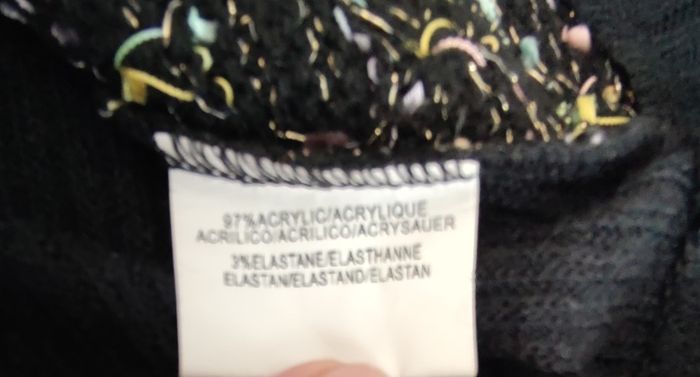 97%ACRYLIC/ACRYLIQUE
ACRILICO/ACRILICO/ACRYSAUER
3%ELASTANE/ELASTHANNE
ELASTAN/ELASTAND/ELASTAN